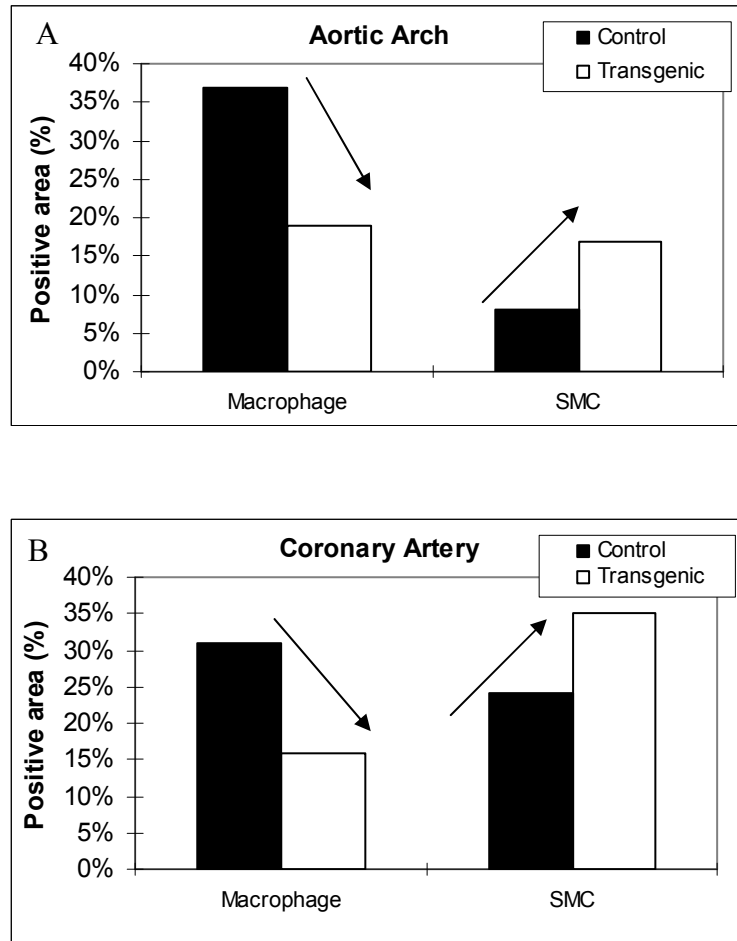 A
Aortic Arch
Control
Transgenic
Positive area (%)
40%
35%
30%
25%
20%
15%
10%
5%
0%
Macrophage SMC
B
Coronary Artery
Control
Transgenic
Positive area (%)
40%
35%
30%
25%
20%
15%
10%
5%
0%
Macrophage SMC